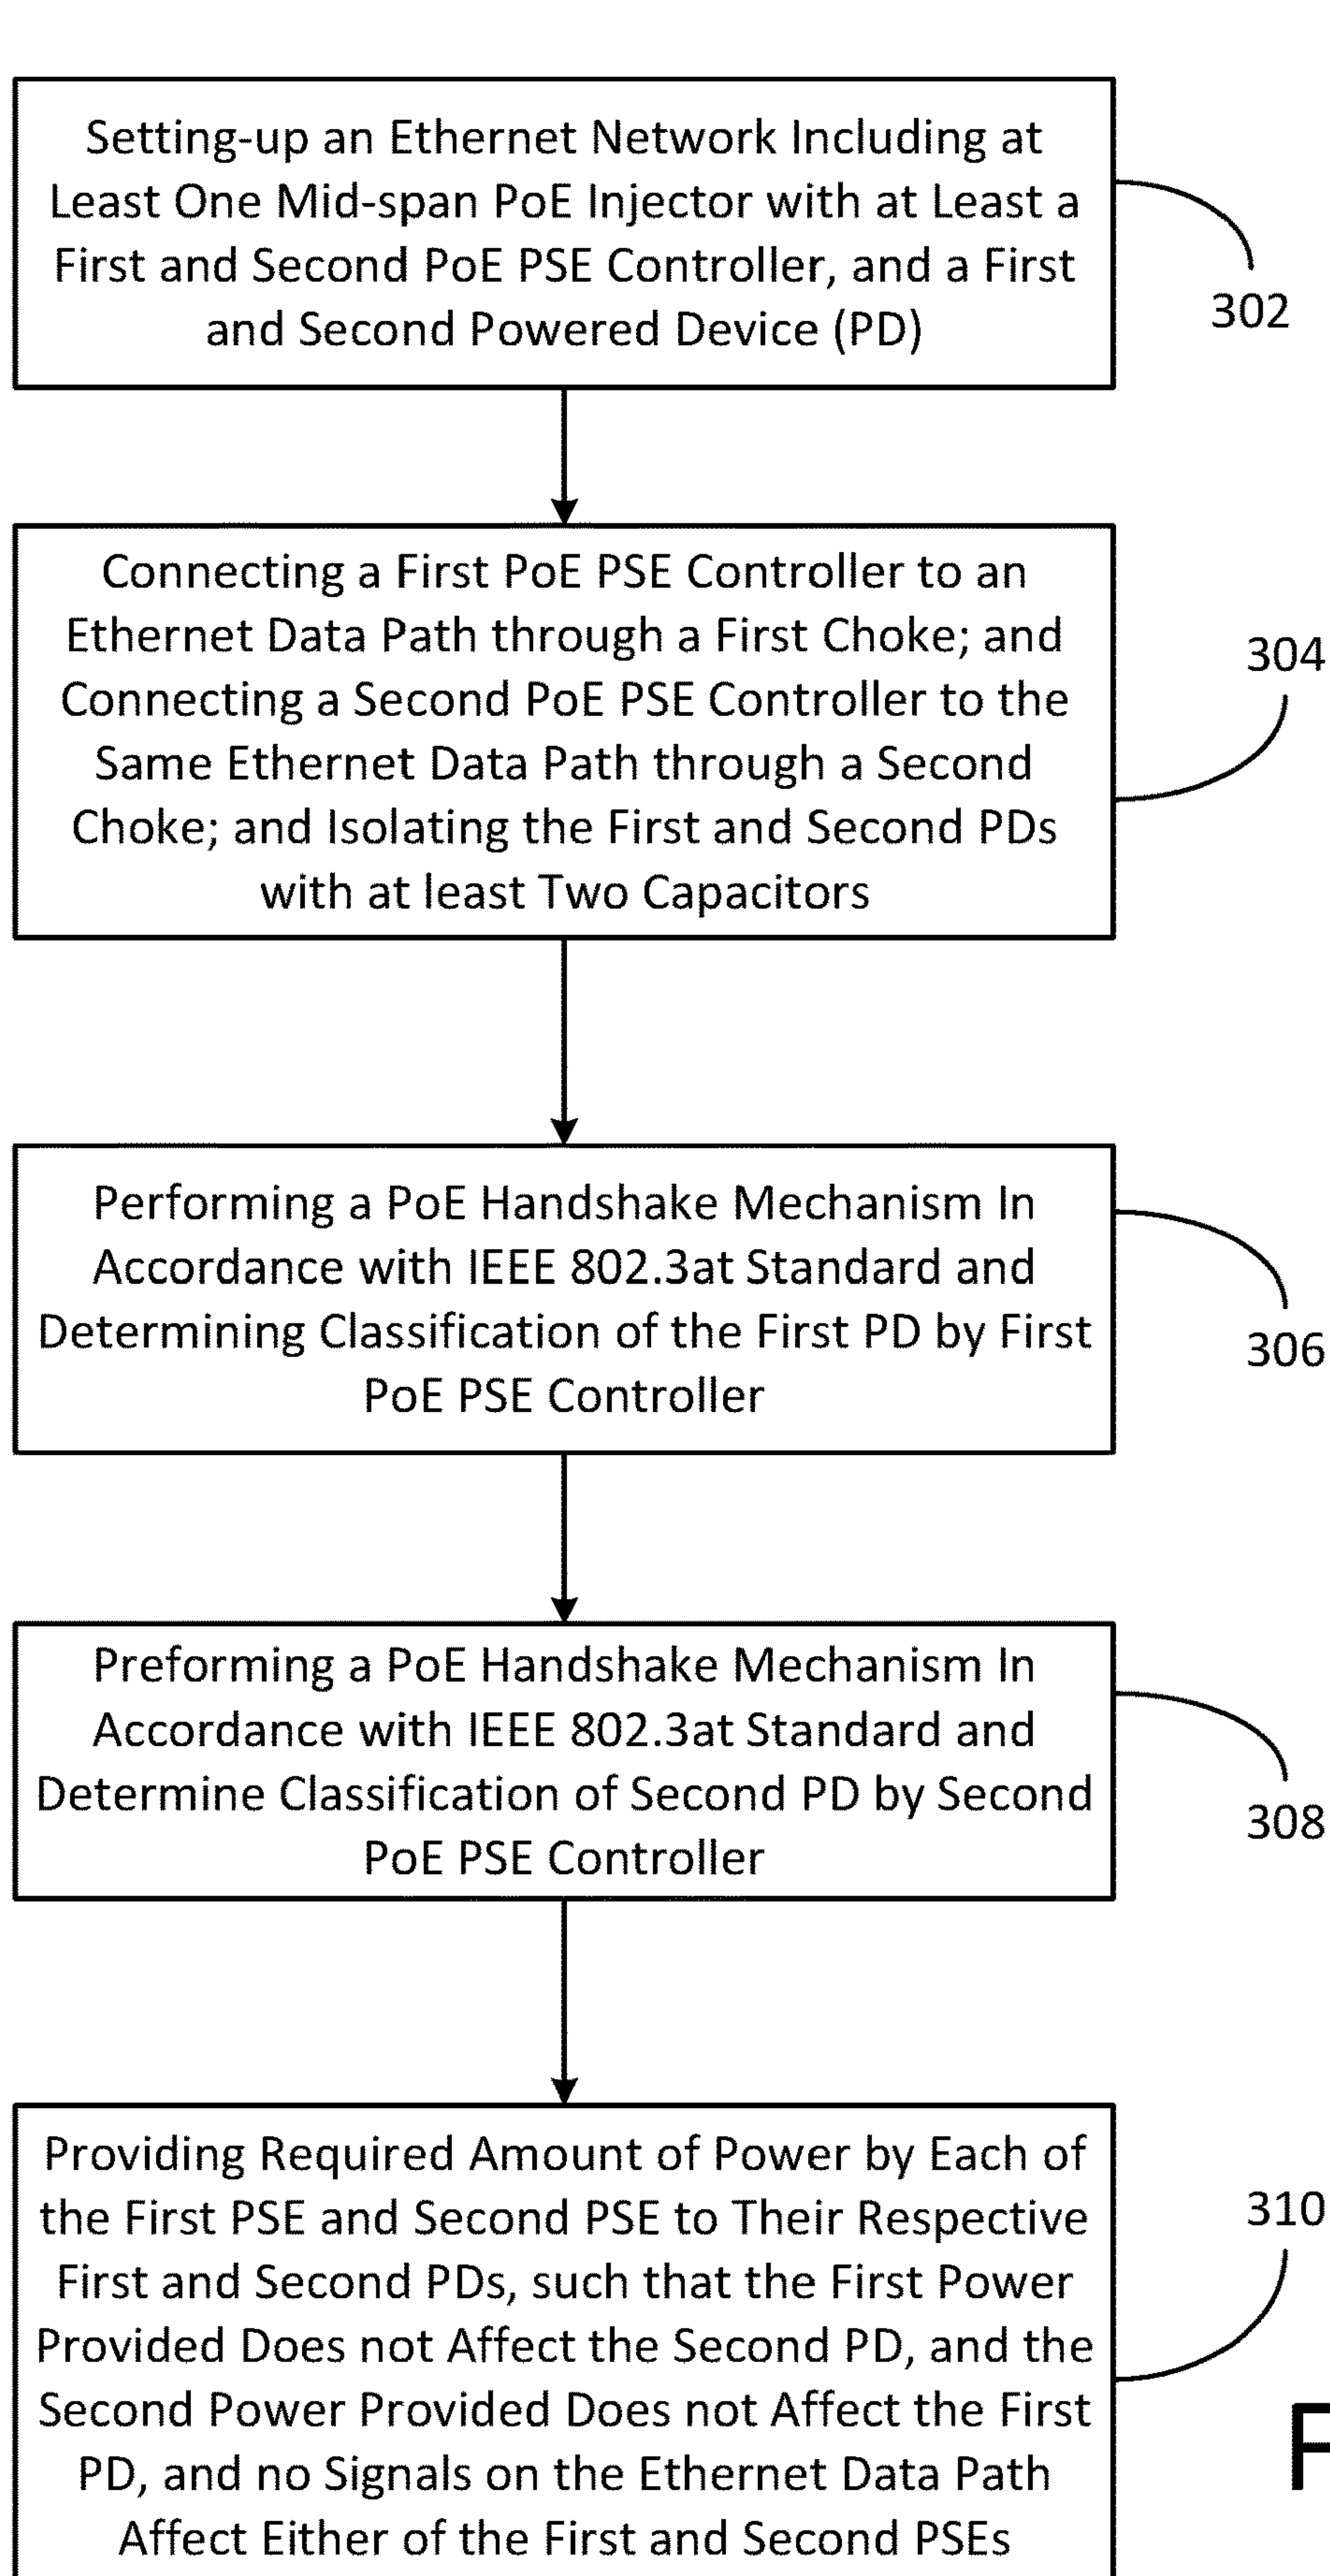 Setting-up an Ethernet Network Including at
Least One Mid-span PoE Injector with at Least a
First and Second PoE PSE Controller, and a First
and Second Powered Device (PD)
302
Connecting a First PoE PSE Controller to an
Ethernet Data Path through a First Choke; and
Connecting a Second PoE PSE Controller to the
Same Ethernet Data Path through a Second
Choke; and Isolating the First and Second PDs
with at least Two Capacitors
304
Performing a PoE Handshake Mechanism In
Accordance with IEEE 802.3at Standard and
Determining Classification of the First PD by First
PoE PSE Controller
306
Preforming a PoE Handshake Mechanism In
Accordance with IEEE 802.3at Standard and
Determine Classification of Second PD by Second
PoE PSE Controller
308
Providing Required Amount of Power by Each of
the First PSE and Second PSE to Their Respective
First and Second PDs, such that the First Power
Provided Does not Affect the Second PD, and the
Second Power Provided Does not Affect the First
PD, and no Signals on the Ethernet Data Path
Affect Either of the First and Second PSEs
310
F